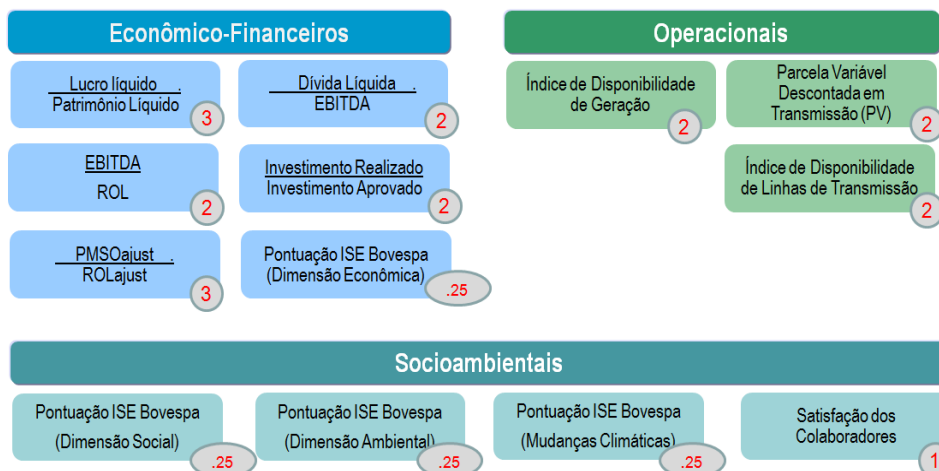 Econômico-Financeiros
Lucro líquido .
Patrimônio Líquido
3
Dívida Líquida .
EBITDA
2
EBITDA
ROL
2
Investimento Realizado
Investimento Aprovado
2
PMSOajust .
ROLajust
3
Pontuação ISE Bovespa
(Dimensão Econômica)
.25
Operacionais
Índice de Disponibilidade
de Geração
2
Parcela Variável
Descontada em
Transmissão (PV)
2
Índice de Disponibilidade
de Linhas de Transmissão
2
Socioambientais
Pontuação ISE Bovespa
(Dimensão Social)
.25
Pontuação ISE Bovespa
(Dimensão Ambiental)
.25
Pontuação ISE Bovespa
(Mudanças Climáticas)
.25
Satisfação dos
Colaboradores
1